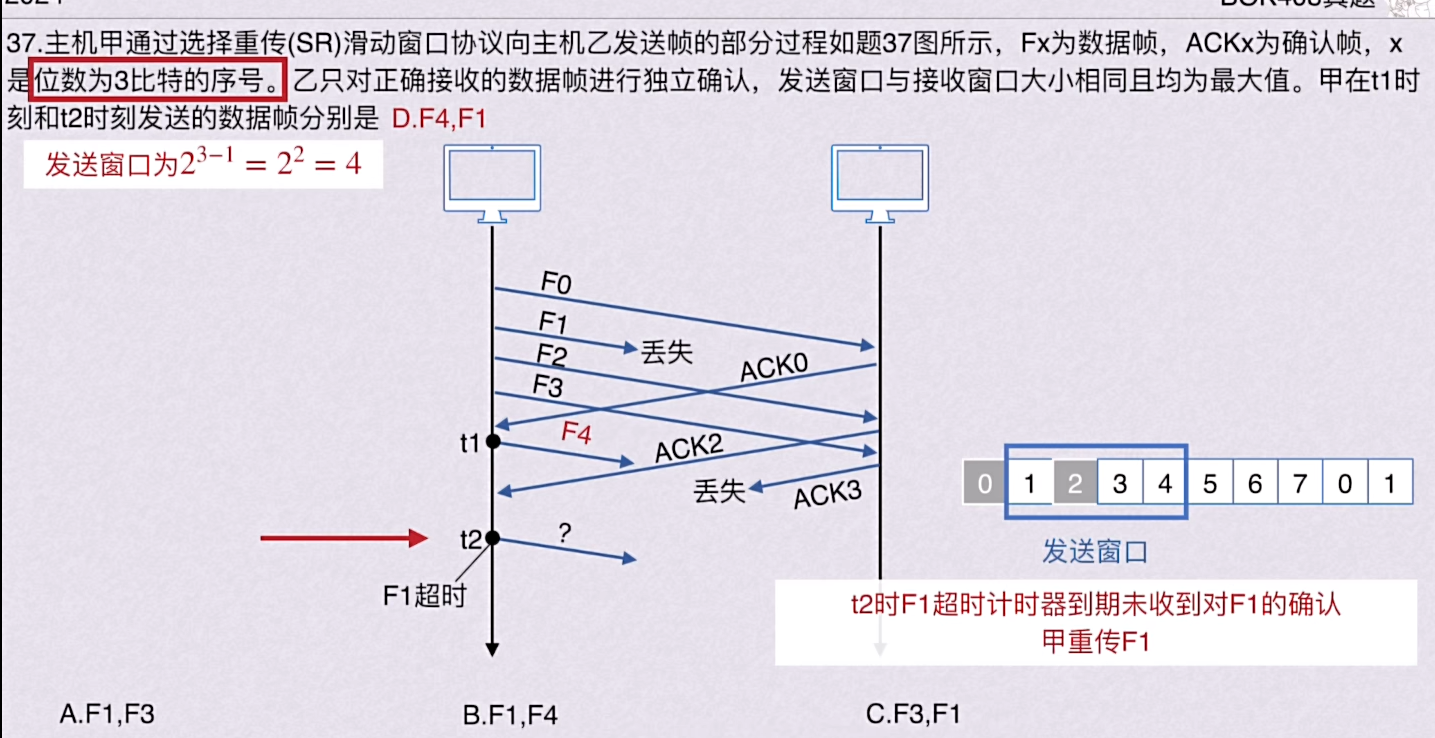 37.主机甲通过选择重传(SR)滑动窗口协议向主机乙发送帧的部分过程如题37图所示，Fx为数据帧，ACKx为确认帧，x
是位数为3比特的序号。乙只对正确接收的数据帧进行独立确认，发送窗口与接收窗口大小相同且均为最大值。甲在t1时
刻和t2时刻发送的数据帧分别是 D.F4,F1
发送窗口为2^{3-1} = 2^2 = 4
F0
F1
丢失
F2
ACK0
F3
t1
F4
ACK2
丢失
ACK3
0 1 2 3 4 5 6 7 0 1
发送窗口
t2
?
F1超时
t2时F1超时计时器到期未收到对F1的确认
甲重传F1
A.F1,F3
B.F1,F4
C.F3,F1